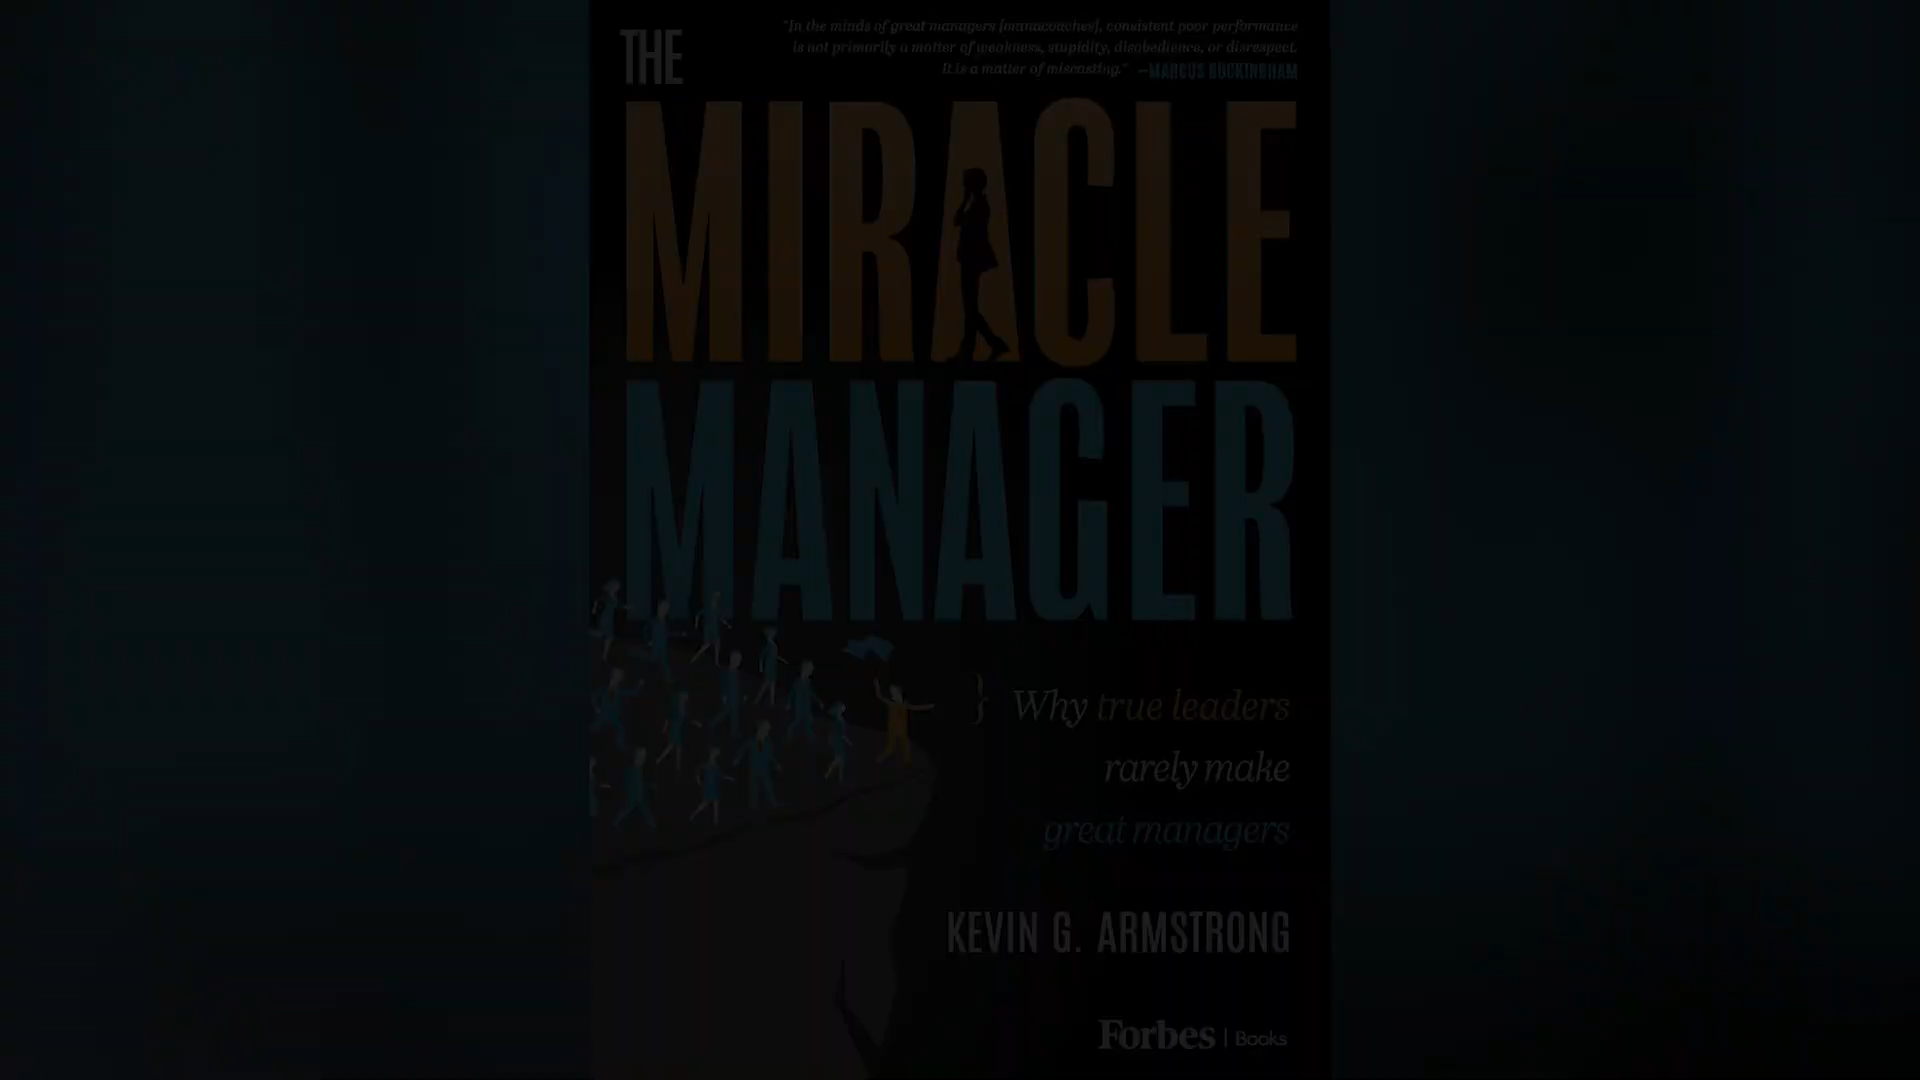 THE
"In the minds of great managers [manacoaches], consistent poor performance
is not primarily a matter of weakness, stupidity, disobedience, or disrespect.
It is a matter of miscasting." —MARCUS BUCKINGHAM
MIRACLE
MANAGER
} Why true leaders
rarely make
great managers
KEVIN G. ARMSTRONG
Forbes | Books